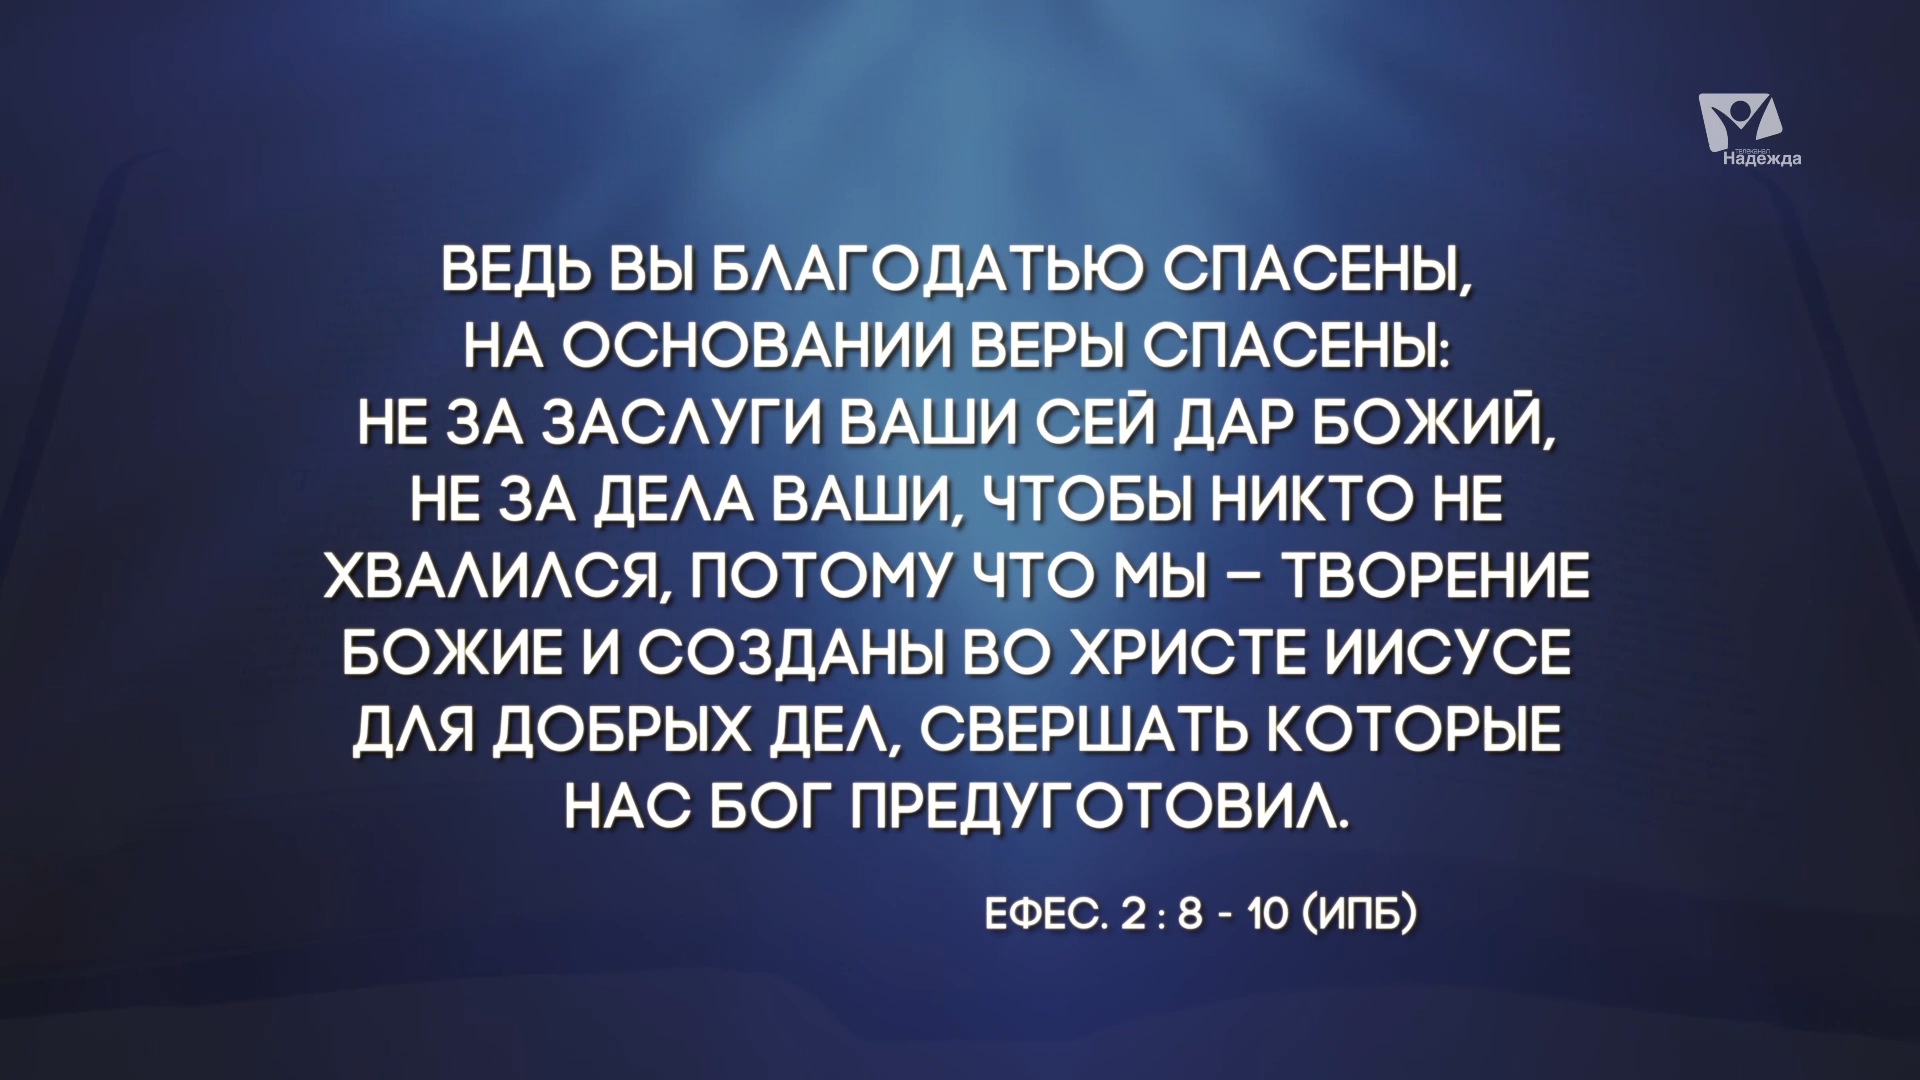 ТЕЛЕКАНАЛ
Надежда
ВЕДЬ ВЫ БЛАГОДАТЬЮ СПАСЕНЫ,
НА ОСНОВАНИИ ВЕРЫ СПАСЕНЫ:
НЕ ЗА ЗАСЛУГИ ВАШИ СЕЙ ДАР БОЖИЙ,
НЕ ЗА ДЕЛА ВАШИ, ЧТОБЫ НИКТО НЕ
ХВАЛИЛСЯ, ПОТОМУ ЧТО МЫ – ТВОРЕНИЕ
БОЖИЕ И СОЗДАНЫ ВО ХРИСТЕ ИИСУСЕ
ДЛЯ ДОБРЫХ ДЕЛ, СВЕРШАТЬ КОТОРЫЕ
НАС БОГ ПРЕДУГОТОВИЛ.
ЕФЕС. 2 : 8 - 10 (ИПБ)